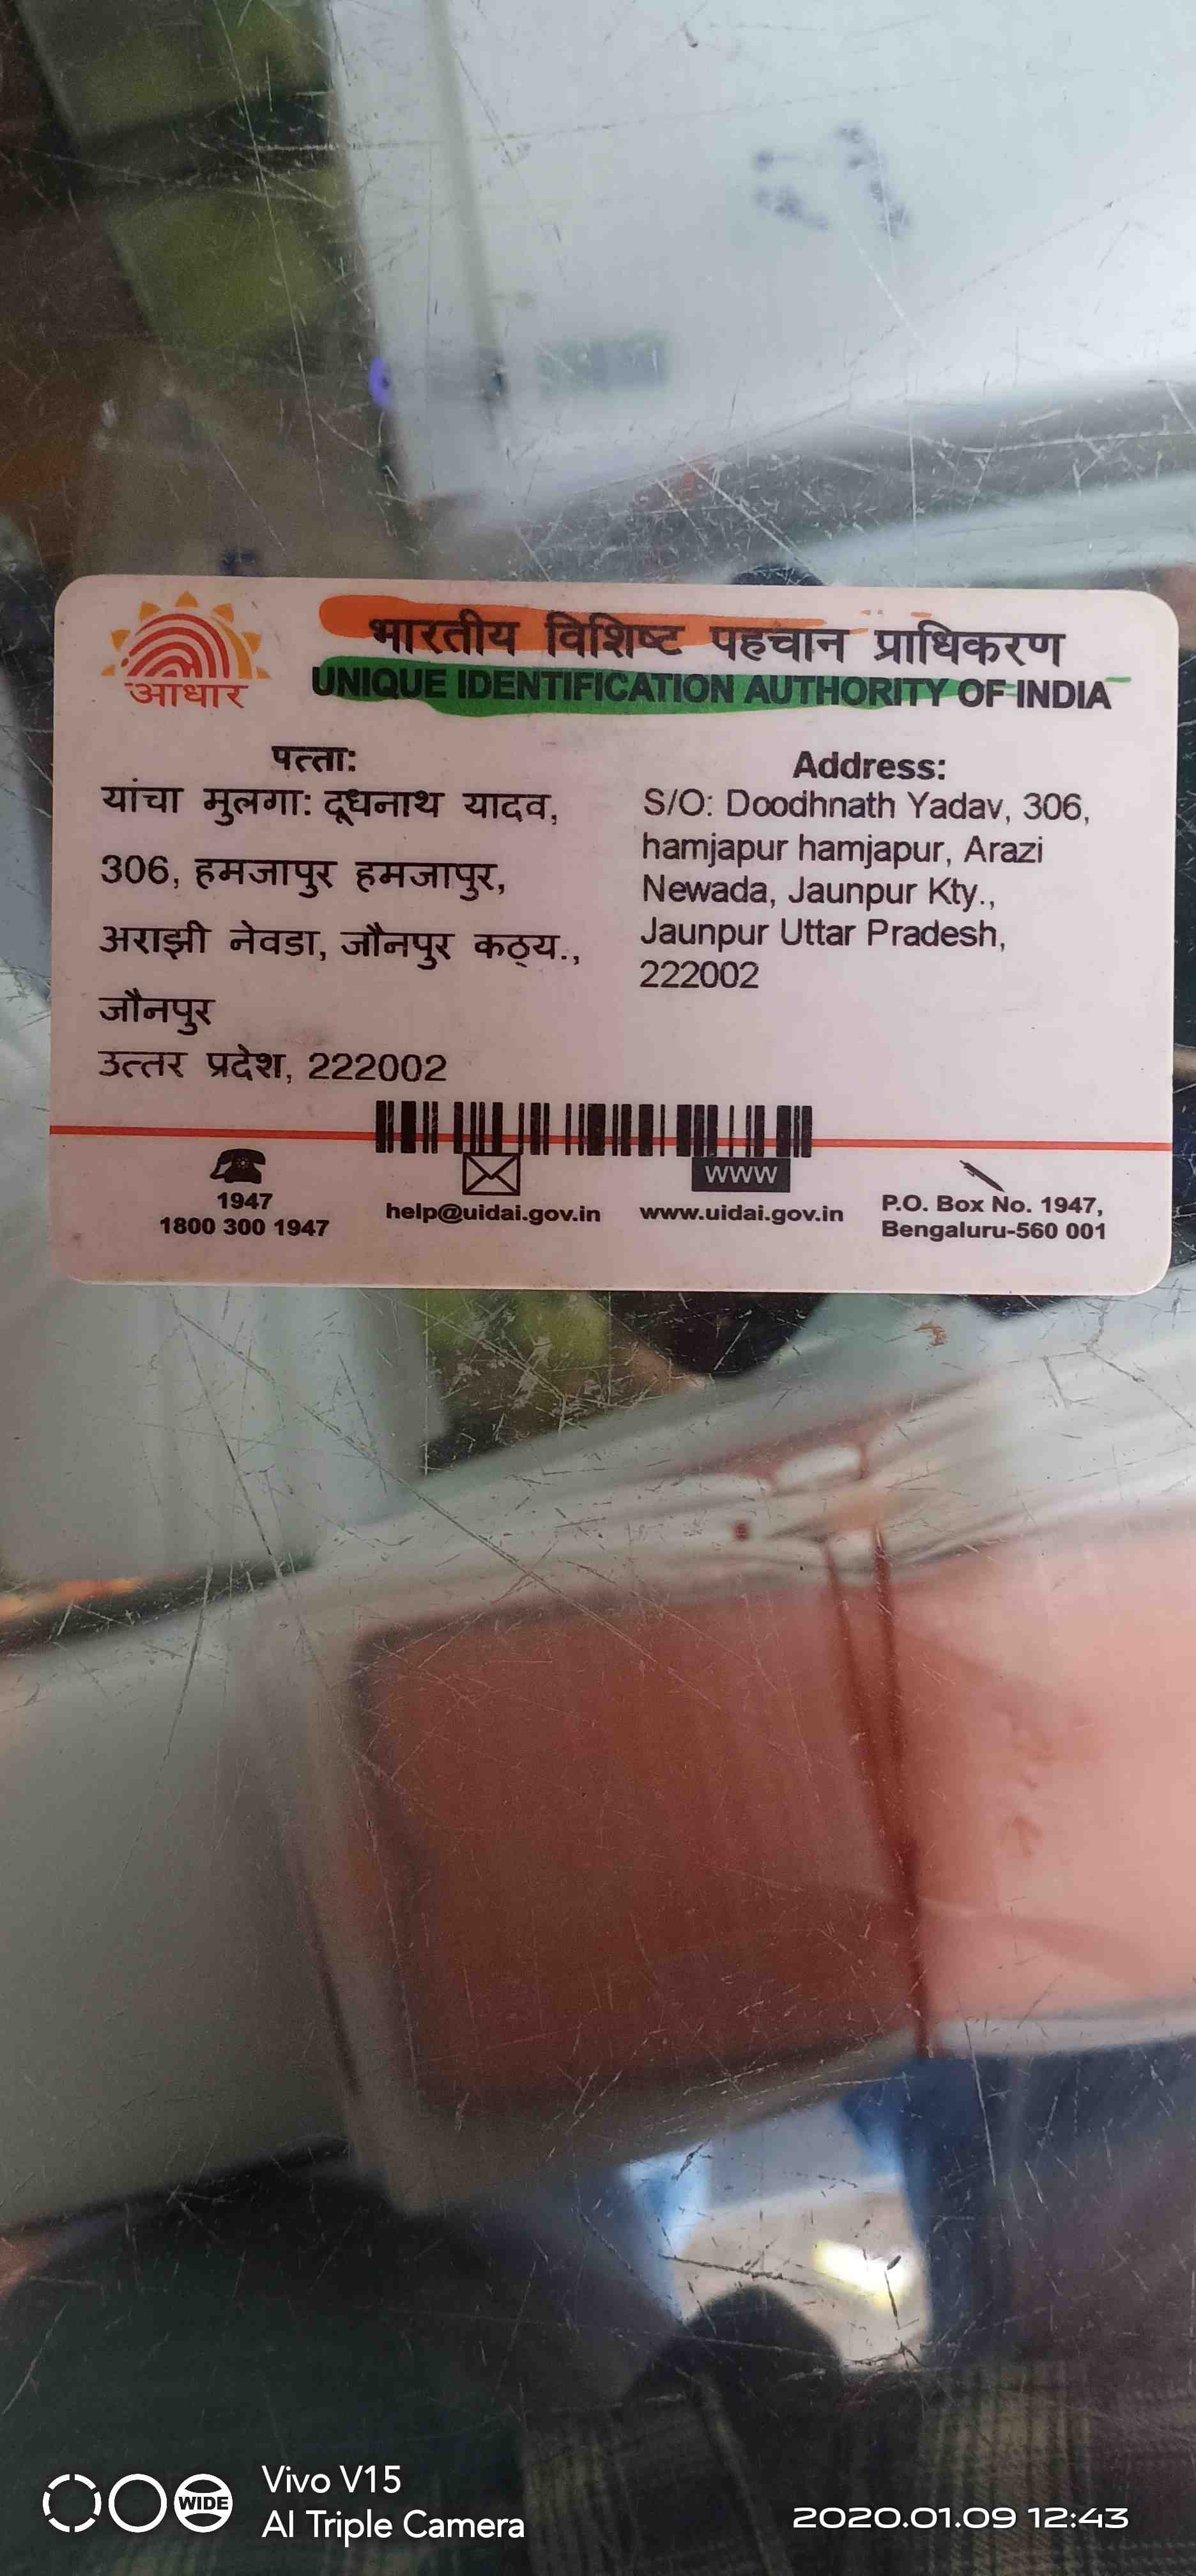 भारतीय विशिष्ट पहचान प्राधिकरण
UNIQUE IDENTIFICATION AUTHORITY OF INDIA
आधार
पत्ता:
यांचा मुलगा: दूधनाथ यादव,
306, हमजापुर हमजापुर,
अराझी नेवडा, जौनपुर कठ्य.,
जौनपुर
उत्तर प्रदेश, 222002
Address:
S/O: Doodhnath Yadav, 306,
hamjapur hamjapur, Arazi
Newada, Jaunpur Kty.,
Jaunpur Uttar Pradesh,
222002
1947
1800 300 1947
help@uidai.gov.in
WWW
www.uidai.gov.in
P.O. Box No. 1947,
Bengaluru-560 001
WIDE
Vivo V15
AI Triple Camera
2020.01.09 12:43